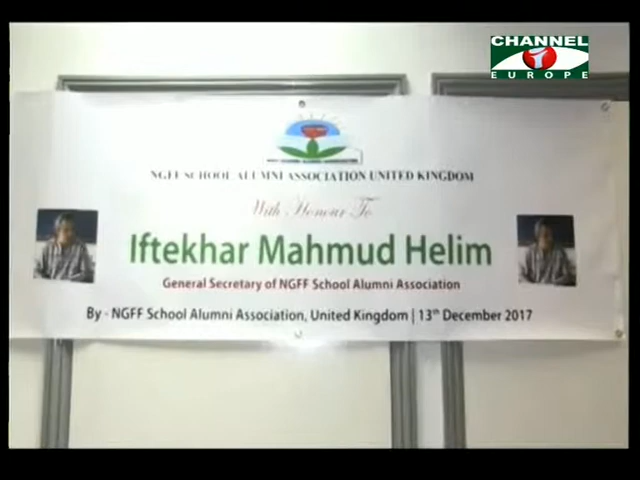 CHANNEL
i
EUROPE
NGFF SCHOOL ALUMNI ASSOCIATION UNITED KINGDOM
With Honour To
Iftekhar Mahmud Helim
General Secretary of NGFF School Alumni Association
By - NGFF School Alumni Association, United Kingdom | 13th December 2017